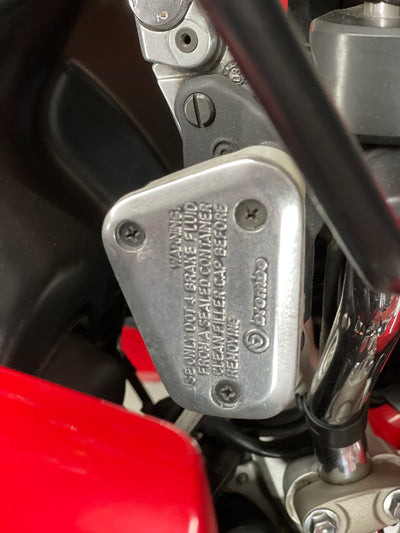 WARNING.
USE ONLY DOT 4 BRAKE FLUID
FROM A SEALED CONTAINER
CLEAN FILLER CAP BEFORE
REMOVING
brembo